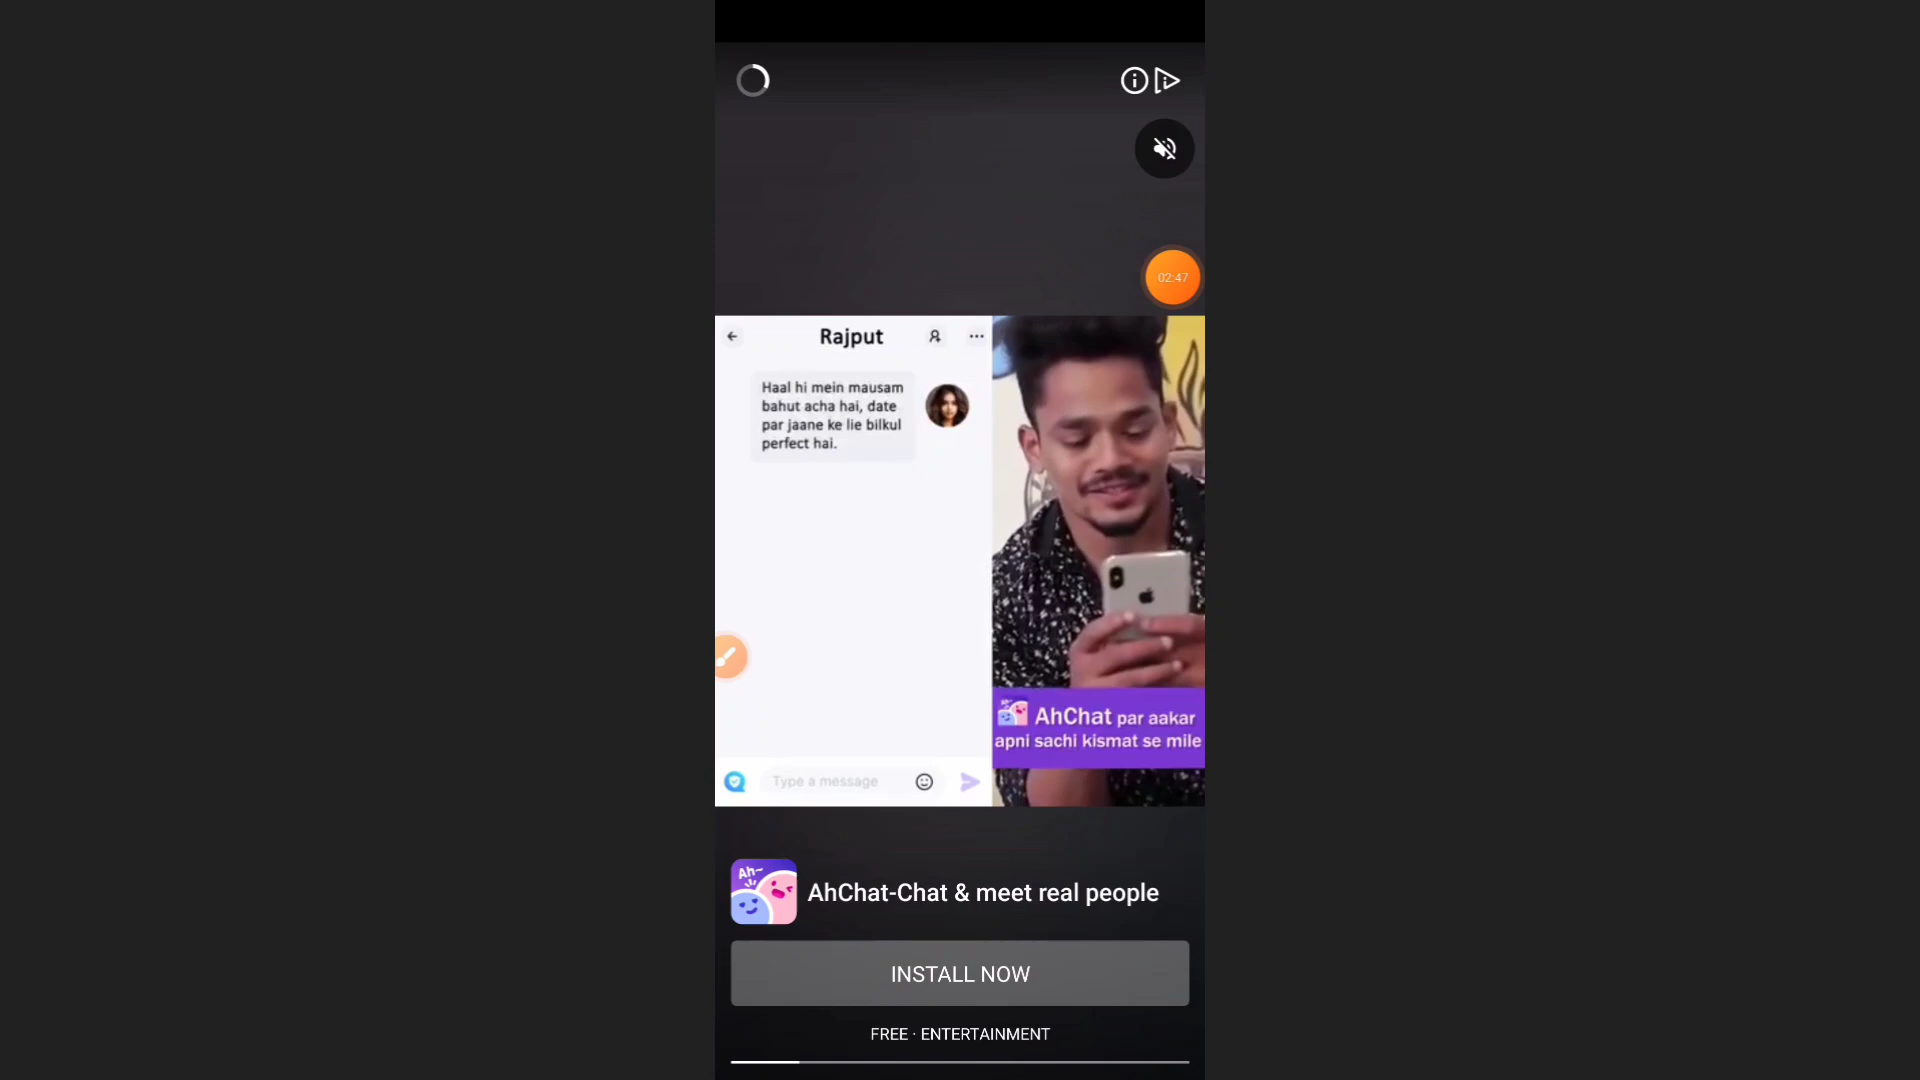 02:47
Rajput
Haal hi mein mausam
bahut acha hai, date
par jaane ke lie bilkul
perfect hai.
AhChat par aakar
apni sachi kismat se mile
Type a message
Ah~
AhChat-Chat & meet real people
INSTALL NOW
FREE · ENTERTAINMENT